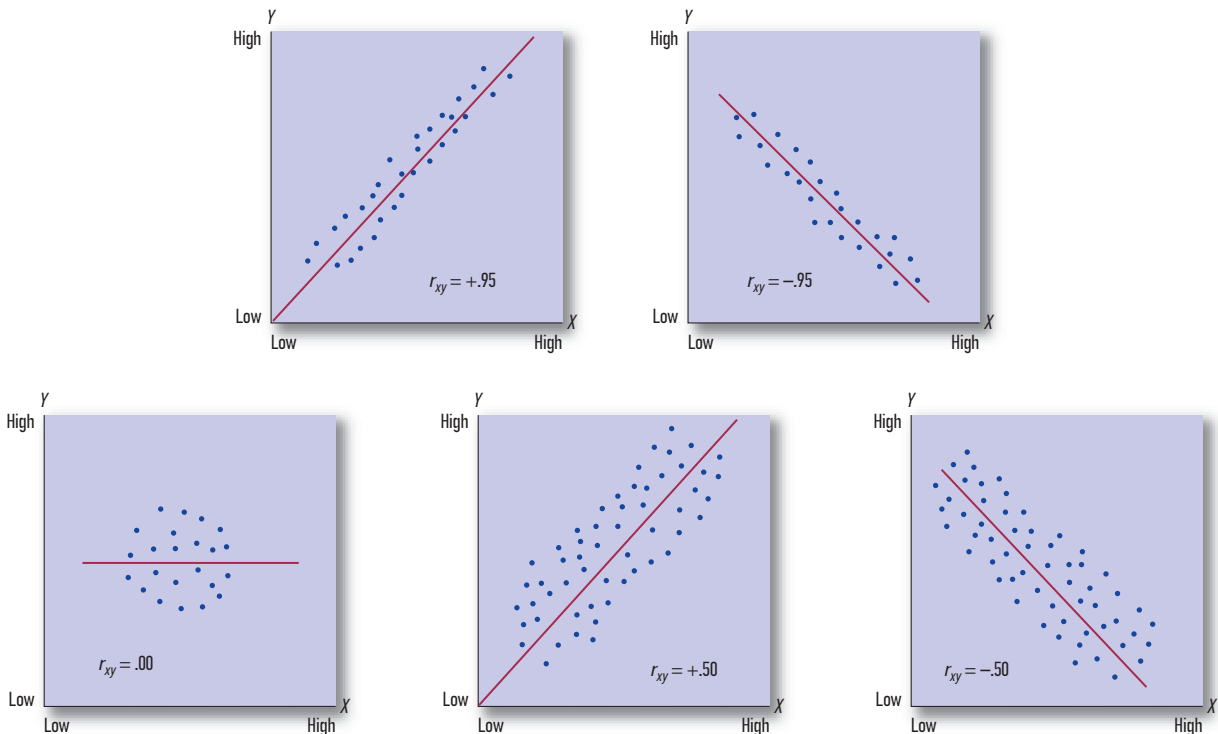 Y
High
r_xy = +.95
Low
X
Low
High
Y
High
r_xy = –.95
Low
X
Low
High
Y
High
r_xy = .00
Low
X
Low
High
Y
High
r_xy = +.50
Low
X
Low
High
Y
High
r_xy = –.50
Low
X
Low
High